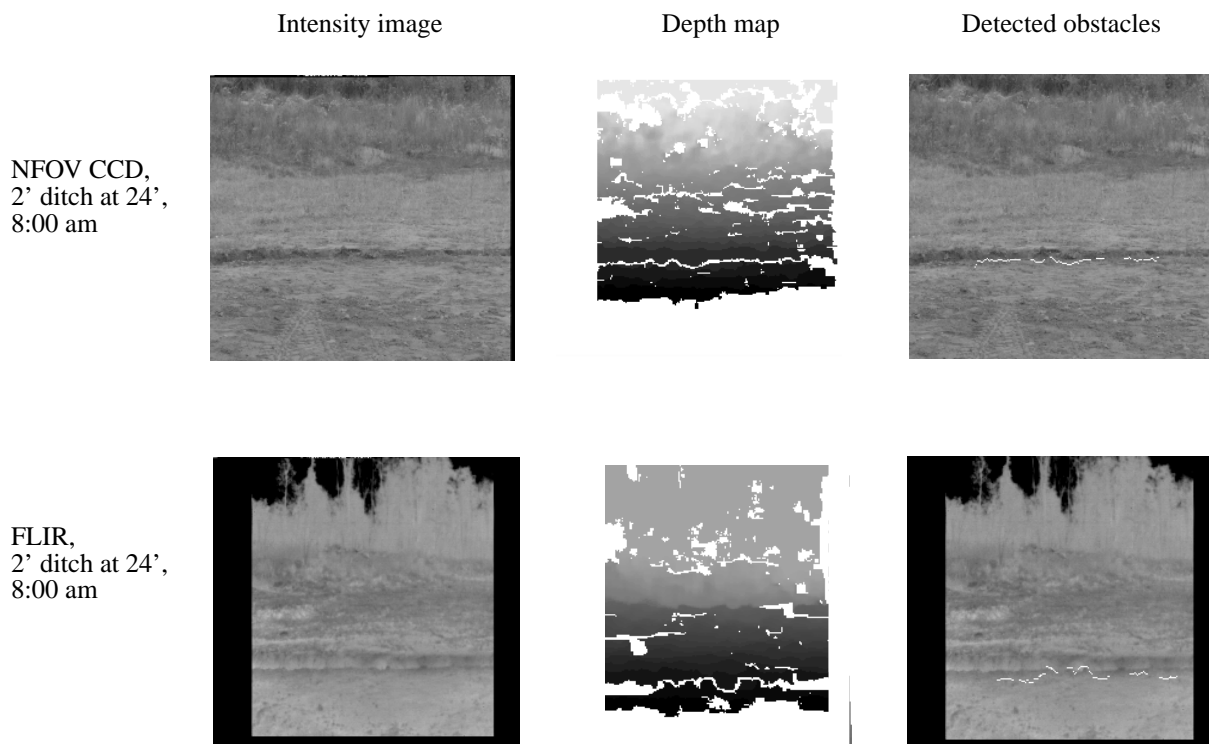 Intensity image
Depth map
Detected obstacles
NFOV CCD,
2’ ditch at 24’,
8:00 am
FLIR,
2’ ditch at 24’,
8:00 am